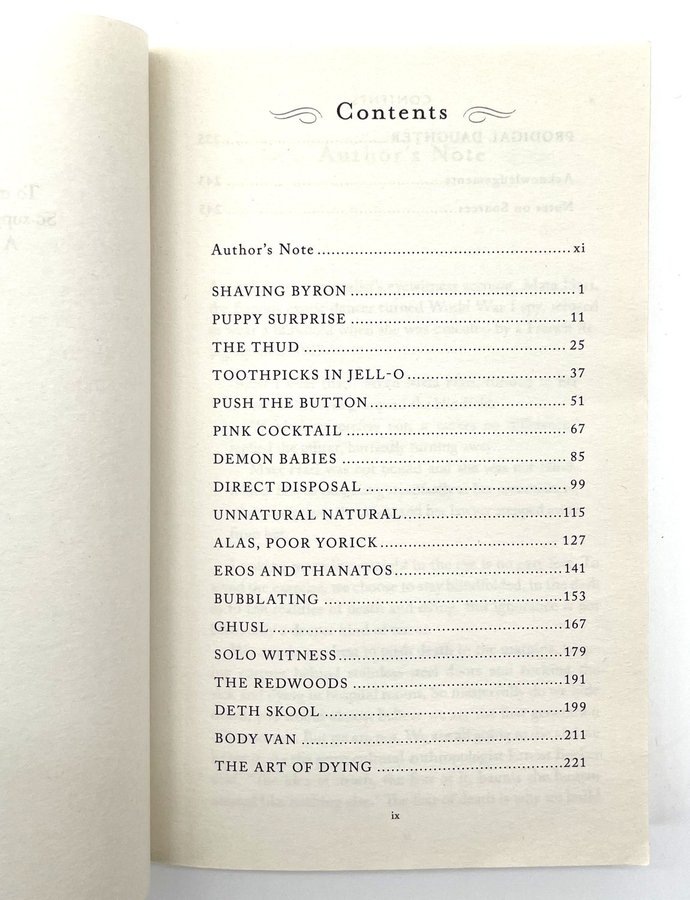 Contents
Author's Note xi
SHAVING BYRON 1
PUPPY SURPRISE 11
THE THUD 25
TOOTHPICKS IN JELL-O 37
PUSH THE BUTTON 51
PINK COCKTAIL 67
DEMON BABIES 85
DIRECT DISPOSAL 99
UNNATURAL NATURAL 115
ALAS, POOR YORICK 127
EROS AND THANATOS 141
BUBBLATING 153
GHUSL 167
SOLO WITNESS 179
THE REDWOODS 191
DETH SKOOL 199
BODY VAN 211
THE ART OF DYING 221
ix